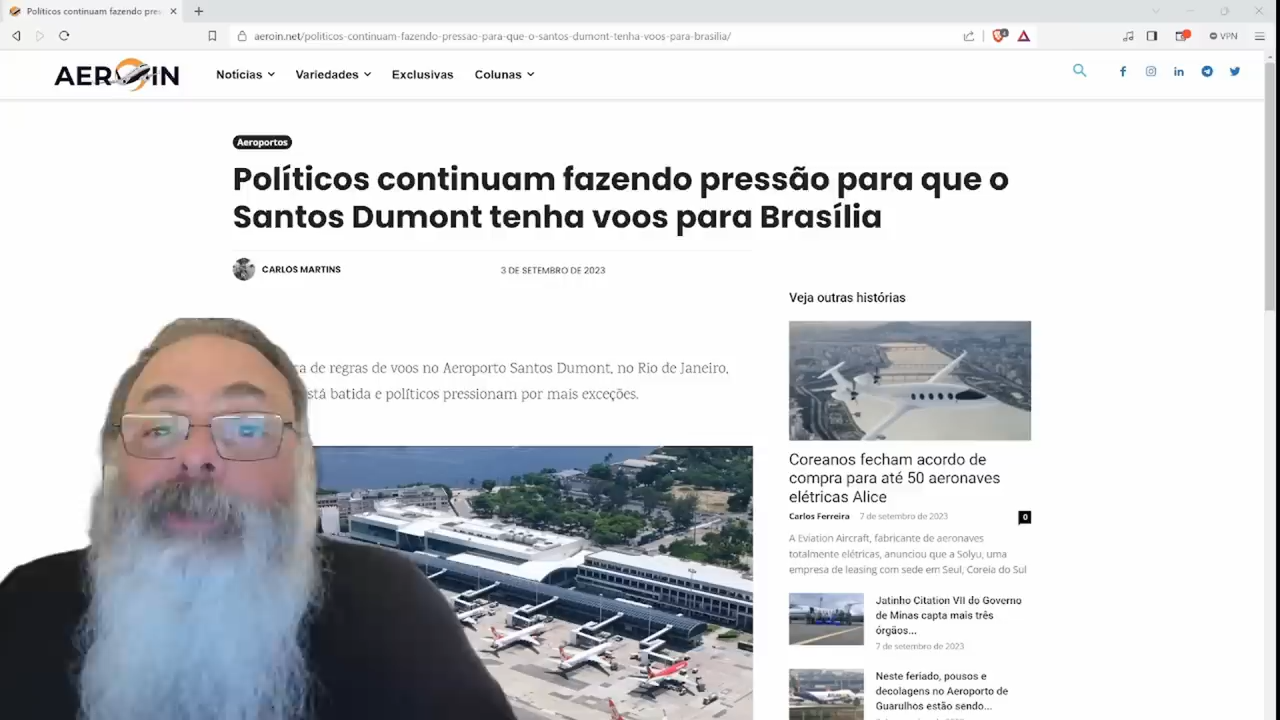 Políticos continuam fazendo pres
aeroin.net/politicos-continuam-fazendo-pressao-para-que-o-santos-dumont-tenha-voos-para-brasilia/
VPN
AEROIN
Notícias
Variedades
Exclusivas
Colunas
Aeroportos
Políticos continuam fazendo pressão para que o
Santos Dumont tenha voos para Brasília
CARLOS MARTINS
3 DE SETEMBRO DE 2023
de regras de voos no Aeroporto Santos Dumont, no Rio de Janeiro,
batida e políticos pressionam por mais exceções.
Veja outras histórias
Coreanos fecham acordo de
compra para até 50 aeronaves
elétricas Alice
Carlos Ferreira 7 de setembro de 2023
0
A Eviation Aircraft, fabricante de aeronaves
totalmente elétricas, anunciou que a Solyu, uma
empresa de leasing com sede em Seul, Coreia do Sul
Jatinho Citation VII do Governo
de Minas capta mais três
órgãos...
7 de setembro de 2023
Neste feriado, pousos e
decolagens no Aeroporto de
Guarulhos estão sendo...